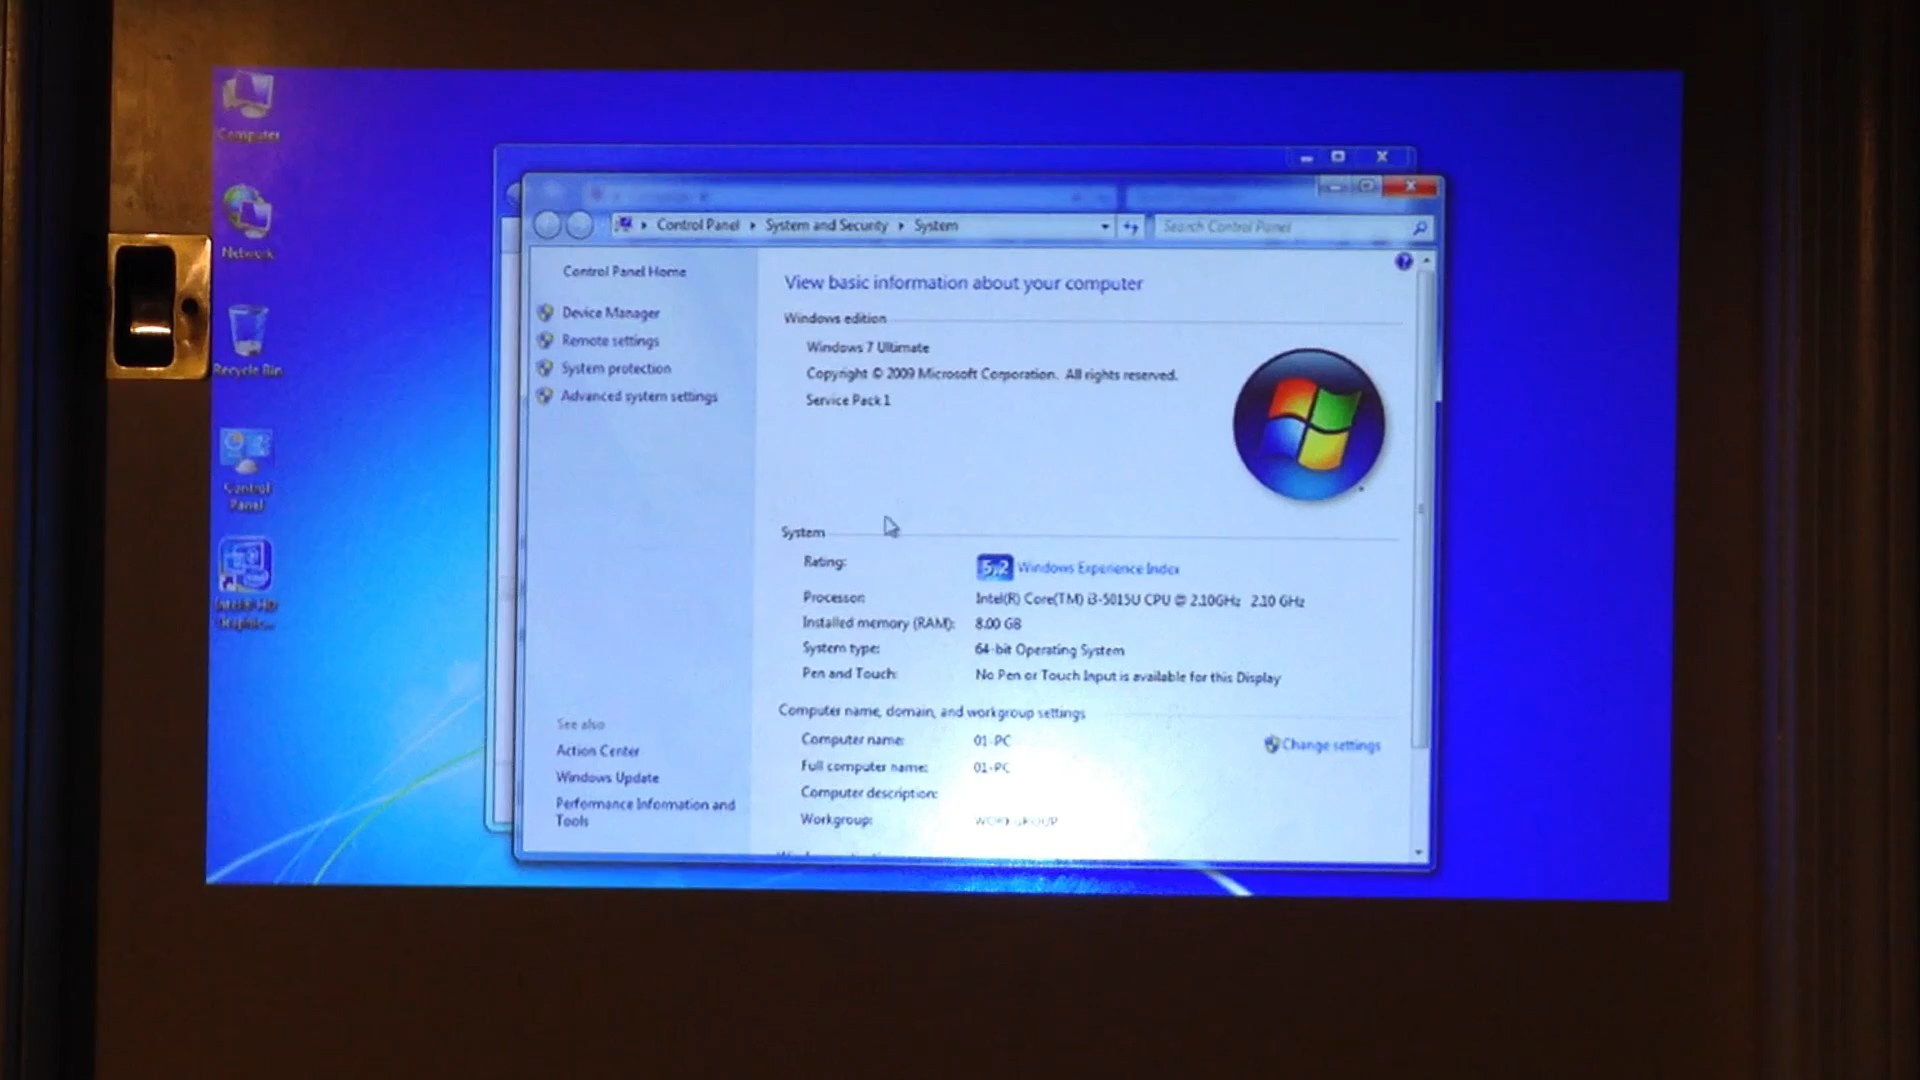 Computer
Network
Recycle Bin
Control
Panel
Control Panel
System and Security
System
Search Control Panel
Control Panel Home
Device Manager
Remote settings
System protection
Advanced system settings
See also
Action Center
Windows Update
Performance Information and
Tools
View basic information about your computer
Windows edition
Windows 7 Ultimate
Copyright © 2009 Microsoft Corporation. All rights reserved.
Service Pack 1
System
Rating: 5,2 Windows Experience Index
Processor: Intel(R) Core(TM) i3-5015U CPU @ 2.10GHz 2.10 GHz
Installed memory (RAM): 8.00 GB
System type: 64-bit Operating System
Pen and Touch: No Pen or Touch Input is available for this Display
Computer name, domain, and workgroup settings
Computer name: 01-PC
Change settings
Full computer name: 01-PC
Computer description:
Workgroup: WORKGROUP